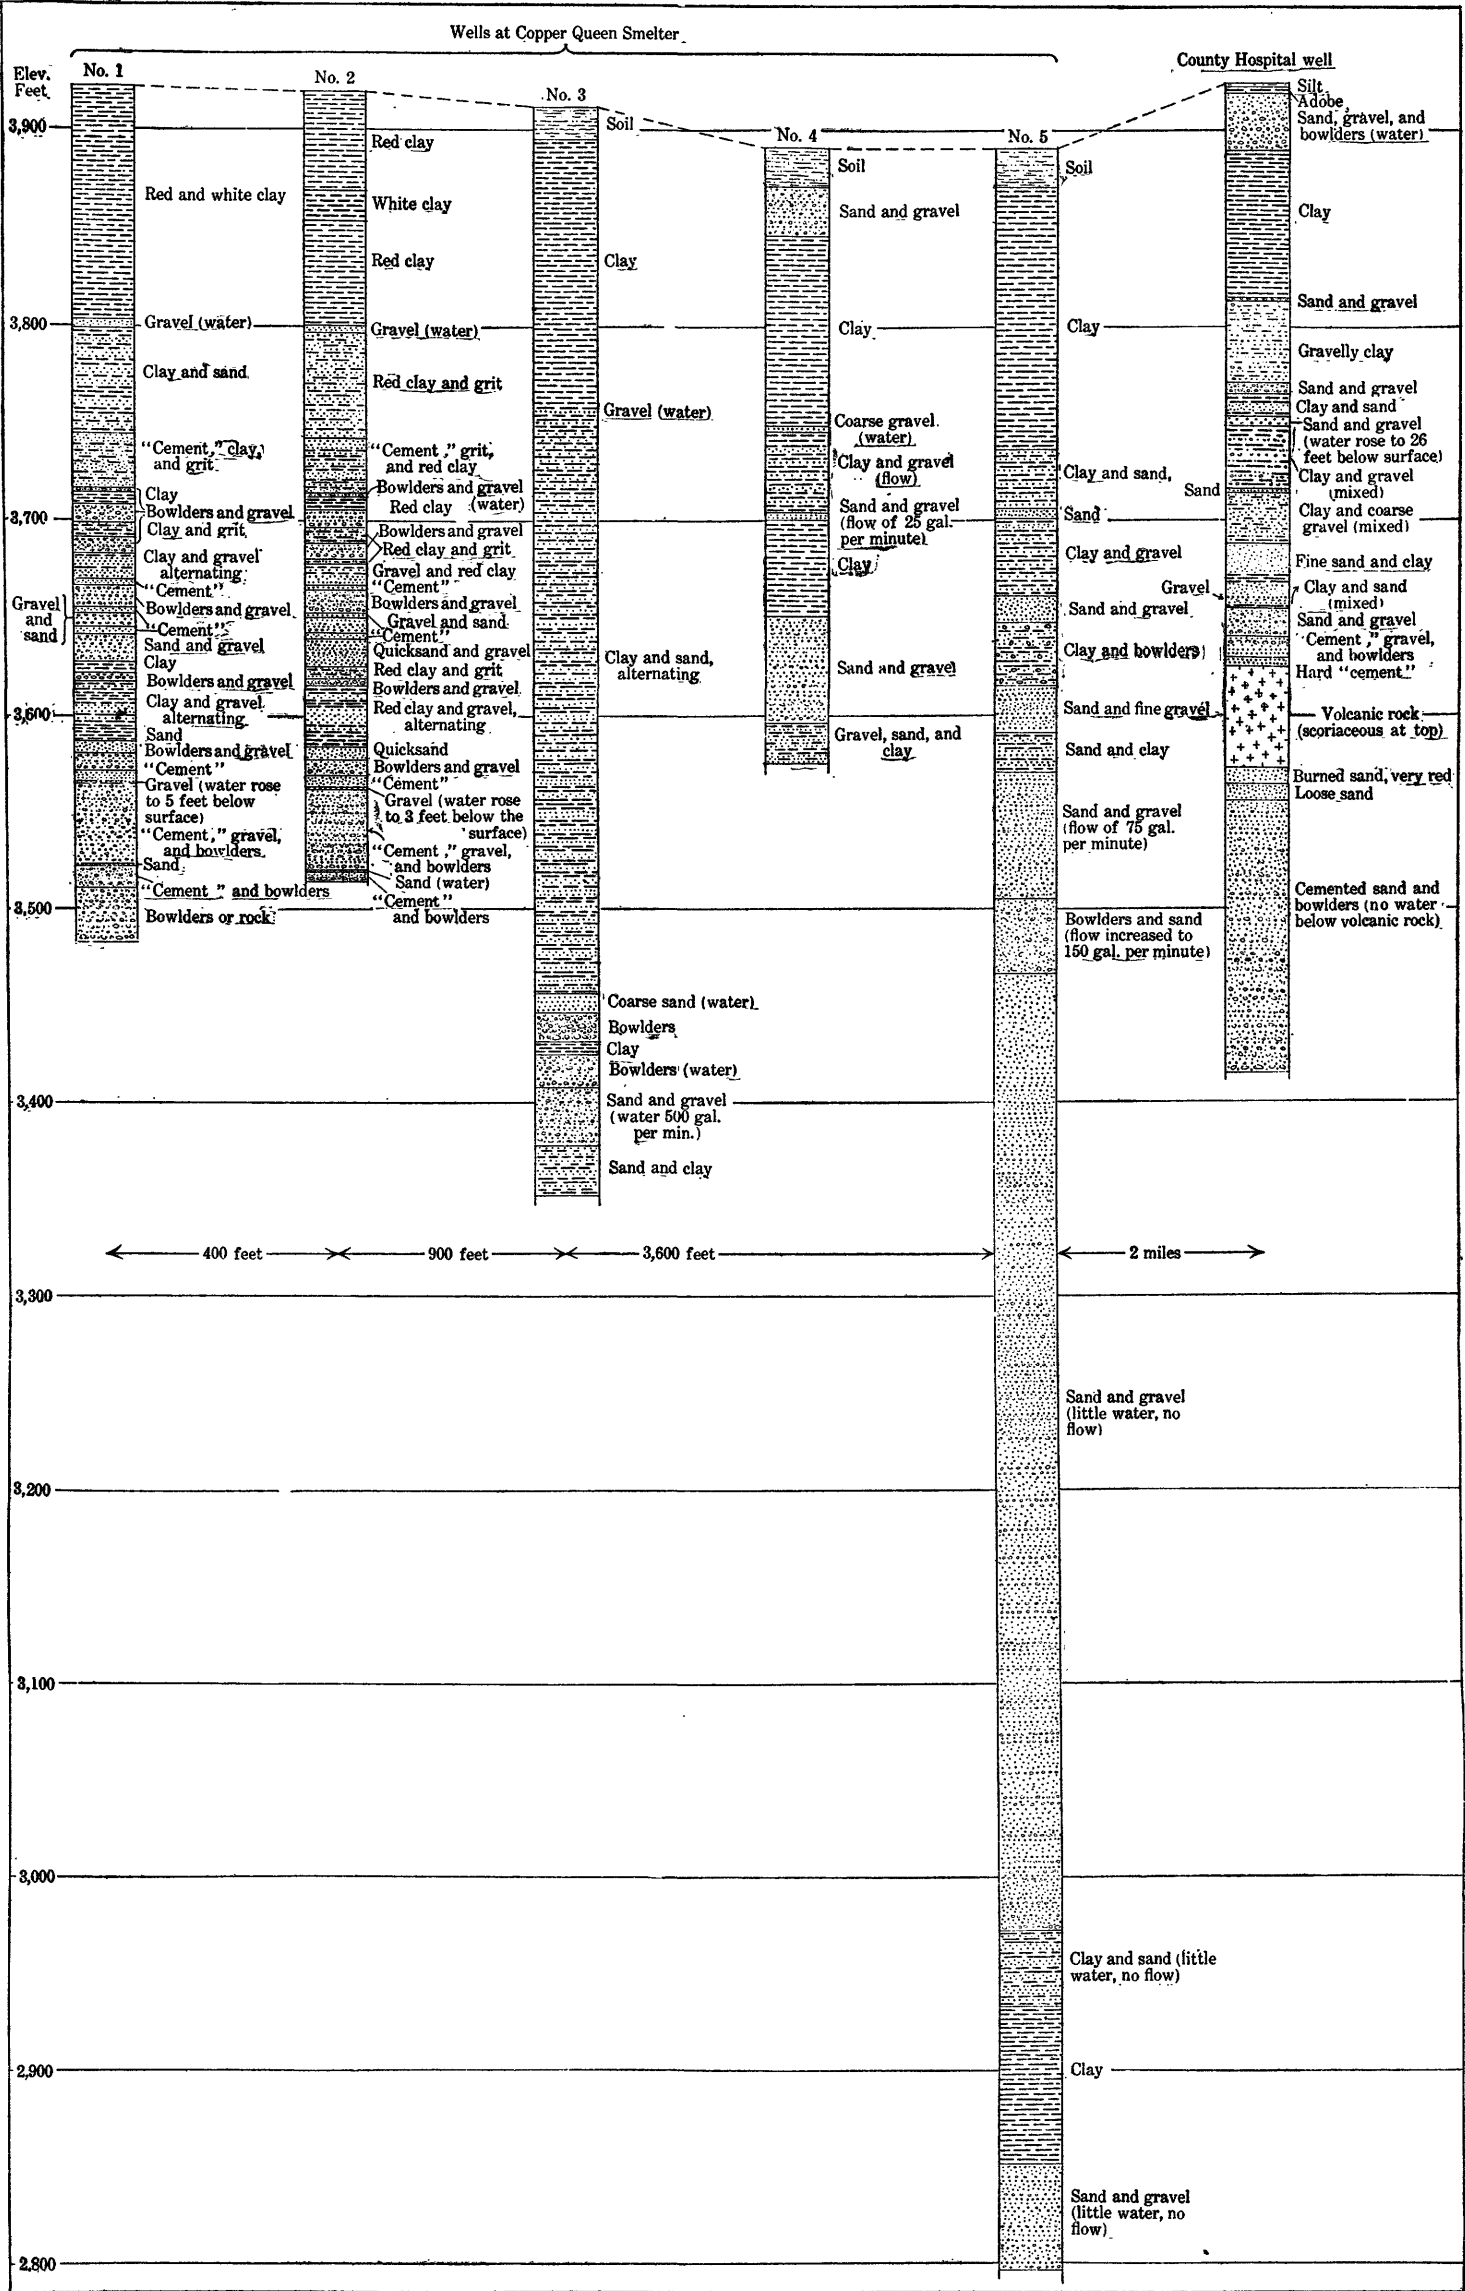 Wells at Copper Queen Smelter
County Hospital well
Elev.
Feet
No. 1
No. 2
No. 3
No. 4
No. 5
3,900
3,800
3,700
3,600
3,500
3,400
3,300
3,200
3,100
3,000
2,900
2,800
Red and white clay
Gravel (water)
Clay and sand
"Cement," clay,
and grit
Clay
Bowlders and gravel
Clay and grit
Clay and gravel
alternating
"Cement"
Gravel
and
sand
Bowlders and gravel
"Cement"
Sand and gravel
Clay
Bowlders and gravel
Clay and gravel
alternating
Sand
Bowlders and gravel
"Cement"
Gravel (water rose
to 5 feet below
surface)
"Cement," gravel,
and bowlders
Sand
"Cement" and bowlders
Bowlders or rock
Red clay
White clay
Red clay
Gravel (water)
Red clay and grit
"Cement," grit,
and red clay
Bowlders and gravel
Red clay (water)
Bowlders and gravel
Red clay and grit
Gravel and red clay
"Cement"
Bowlders and gravel
Gravel and sand
"Cement"
Quicksand and gravel
Red clay and grit
Bowlders and gravel
Red clay and gravel,
alternating
Quicksand
Bowlders and gravel
"Cement"
Gravel (water rose
to 3 feet below the
surface)
"Cement," gravel,
and bowlders
Sand (water)
"Cement"
and bowlders
Soil
Clay
Gravel (water)
Clay and sand,
alternating
Coarse sand (water)
Bowlders
Clay
Bowlders (water)
Sand and gravel
(water 500 gal.
per min.)
Sand and clay
Soil
Sand and gravel
Clay
Coarse gravel
(water)
Clay and gravel
(flow)
Sand and gravel
(flow of 25 gal.
per minute)
Clay
Sand and gravel
Gravel, sand, and
clay
Soil
Clay
Clay and sand,
Sand
Clay and gravel
Sand and gravel
Clay and bowlders
Sand and fine gravel
Sand and clay
Sand and gravel
(flow of 75 gal.
per minute)
Bowlders and sand
(flow increased to
150 gal. per minute)
Sand and gravel
(little water, no
flow)
Clay and sand (little
water, no flow)
Clay
Sand and gravel
(little water, no
flow)
Silt
Adobe
Sand, gravel, and
bowlders (water)
Clay
Sand and gravel
Gravelly clay
Sand and gravel
Clay and sand
Sand and gravel
(water rose to 26
feet below surface)
Clay and gravel
(mixed)
Sand
Clay and coarse
gravel (mixed)
Fine sand and clay
Gravel
Clay and sand
(mixed)
Sand and gravel
"Cement," gravel,
and bowlders
Hard "cement"
Volcanic rock
(scoriaceous at top)
Burned sand, very red
Loose sand
Cemented sand and
bowlders (no water
below volcanic rock)
400 feet
900 feet
3,600 feet
2 miles